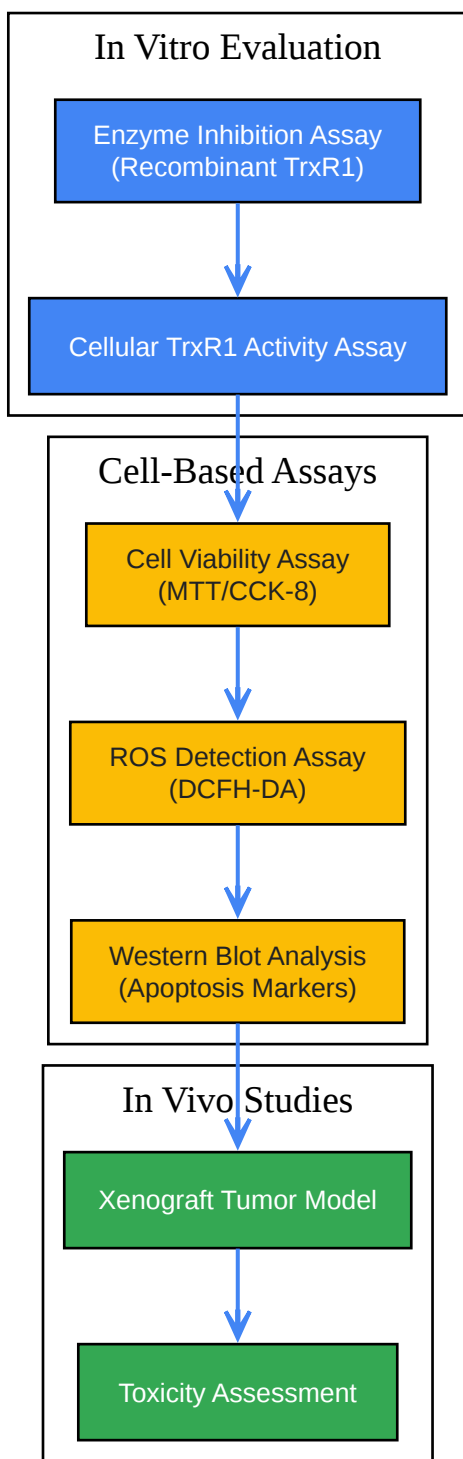 In Vitro Evaluation
Enzyme Inhibition Assay
(Recombinant TrxR1)
Cellular TrxR1 Activity Assay
Cell-Based Assays
Cell Viability Assay
(MTT/CCK-8)
ROS Detection Assay
(DCFH-DA)
Western Blot Analysis
(Apoptosis Markers)
In Vivo Studies
Xenograft Tumor Model
Toxicity Assessment